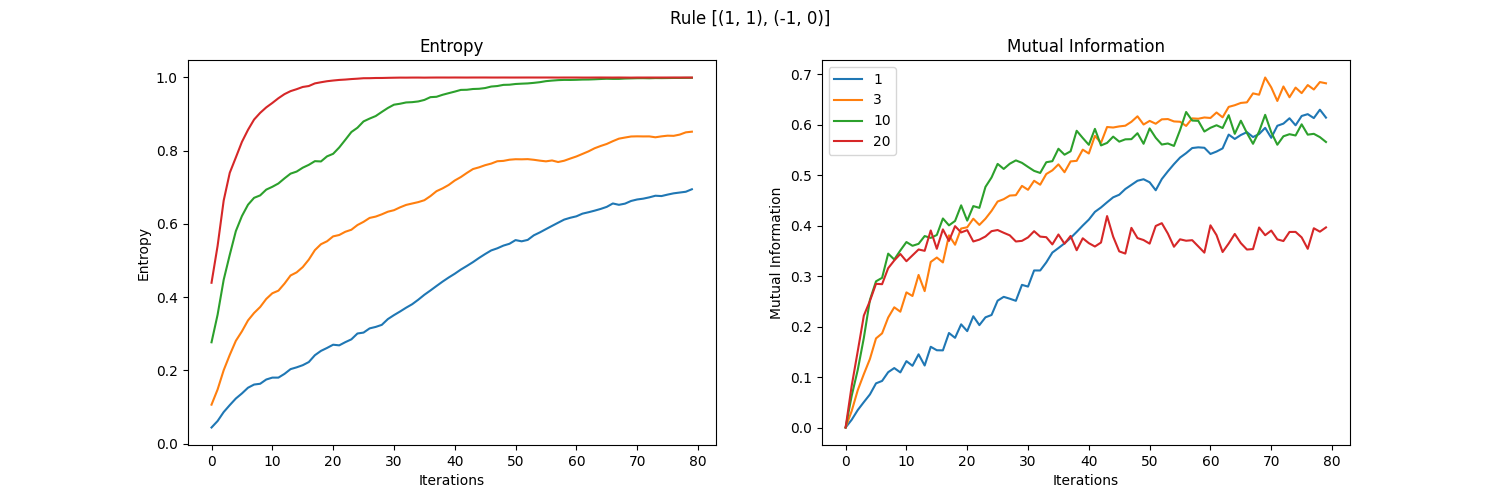 Rule [(1, 1), (-1, 0)]
Entropy
Entropy
1.0
0.8
0.6
0.4
0.2
0.0
0 10 20 30 40 50 60 70 80
Iterations
Mutual Information
Mutual Information
0.7
0.6
0.5
0.4
0.3
0.2
0.1
0.0
1
3
10
20
0 10 20 30 40 50 60 70 80
Iterations